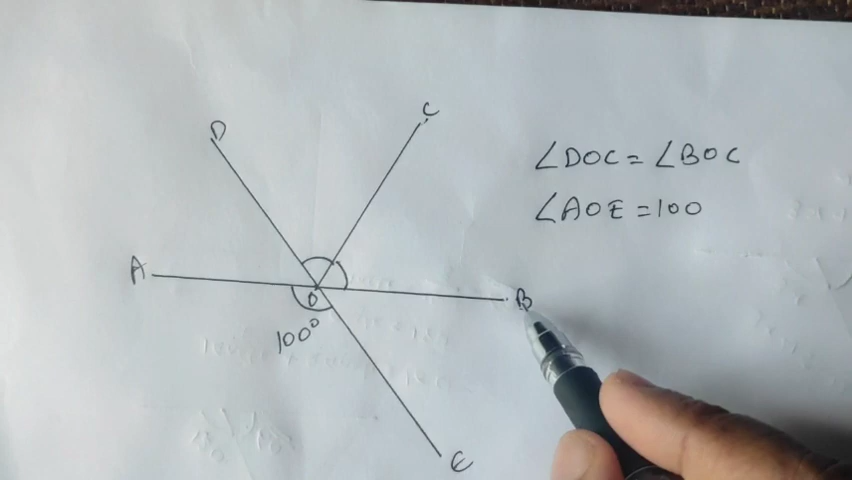 D
C
∠DOC = ∠BOC
∠AOE = 100
A
O
B
100°
E